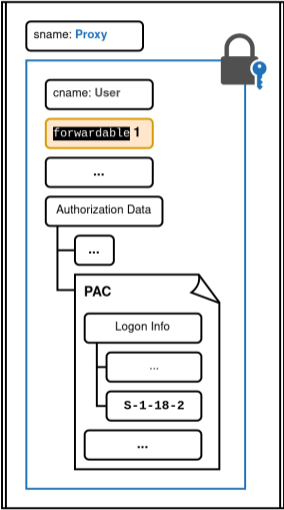 sname: Proxy
cname: User
forwardable 1
...
Authorization Data
...
PAC
Logon Info
...
S-1-18-2
...